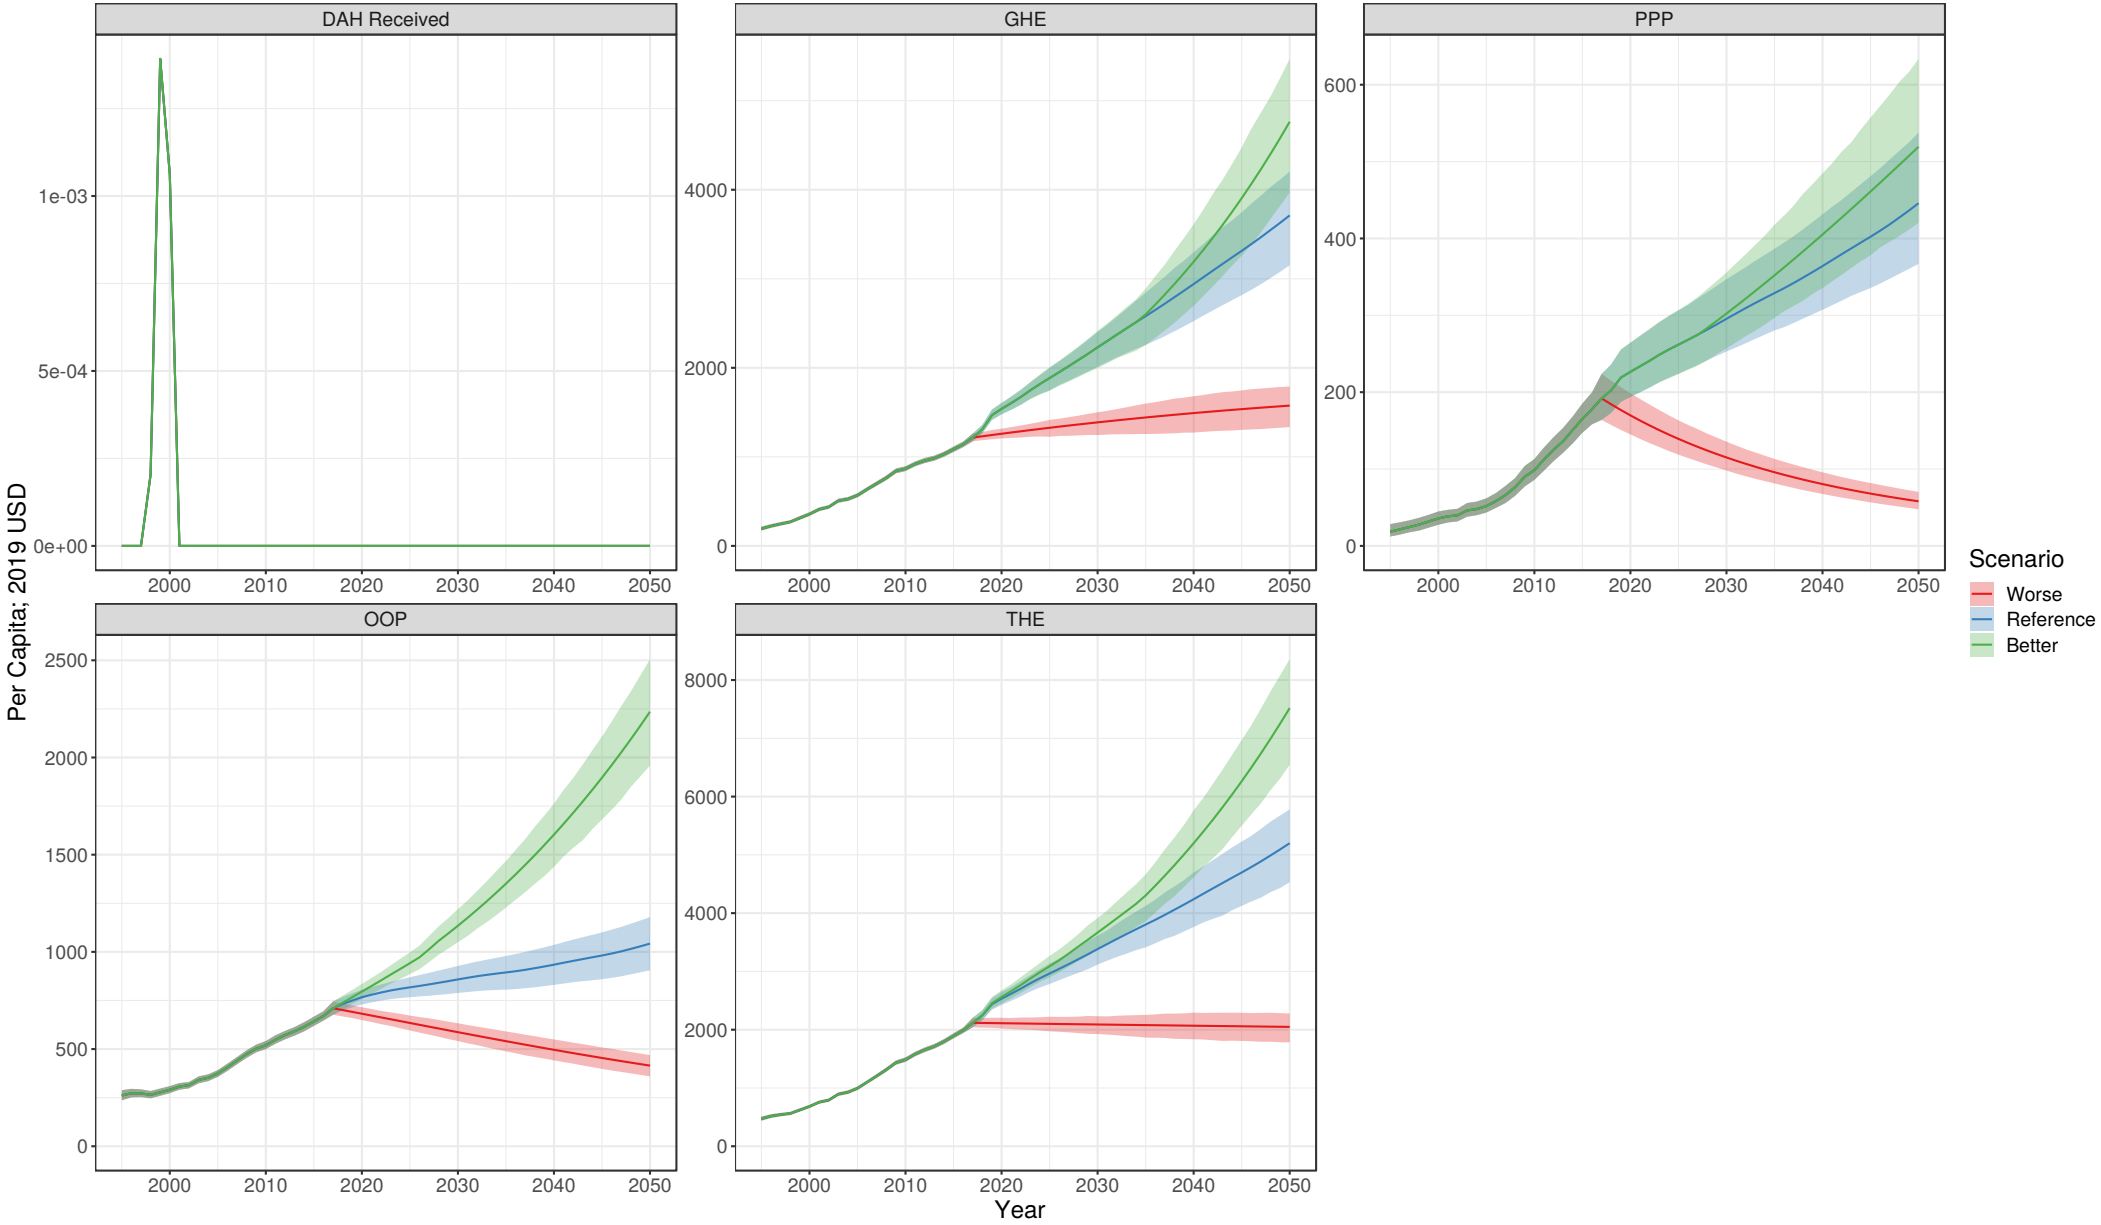 DAH Received
GHE
PPP
1e-03
5e-04
0e+00
4000
2000
0
600
400
200
0
2000 2010 2020 2030 2040 2050
2000 2010 2020 2030 2040 2050
2000 2010 2020 2030 2040 2050
Per Capita; 2019 USD
OOP
THE
2500
2000
1500
1000
500
0
8000
6000
4000
2000
0
2000 2010 2020 2030 2040 2050
2000 2010 2020 2030 2040 2050
Year
Scenario
Worse
Reference
Better